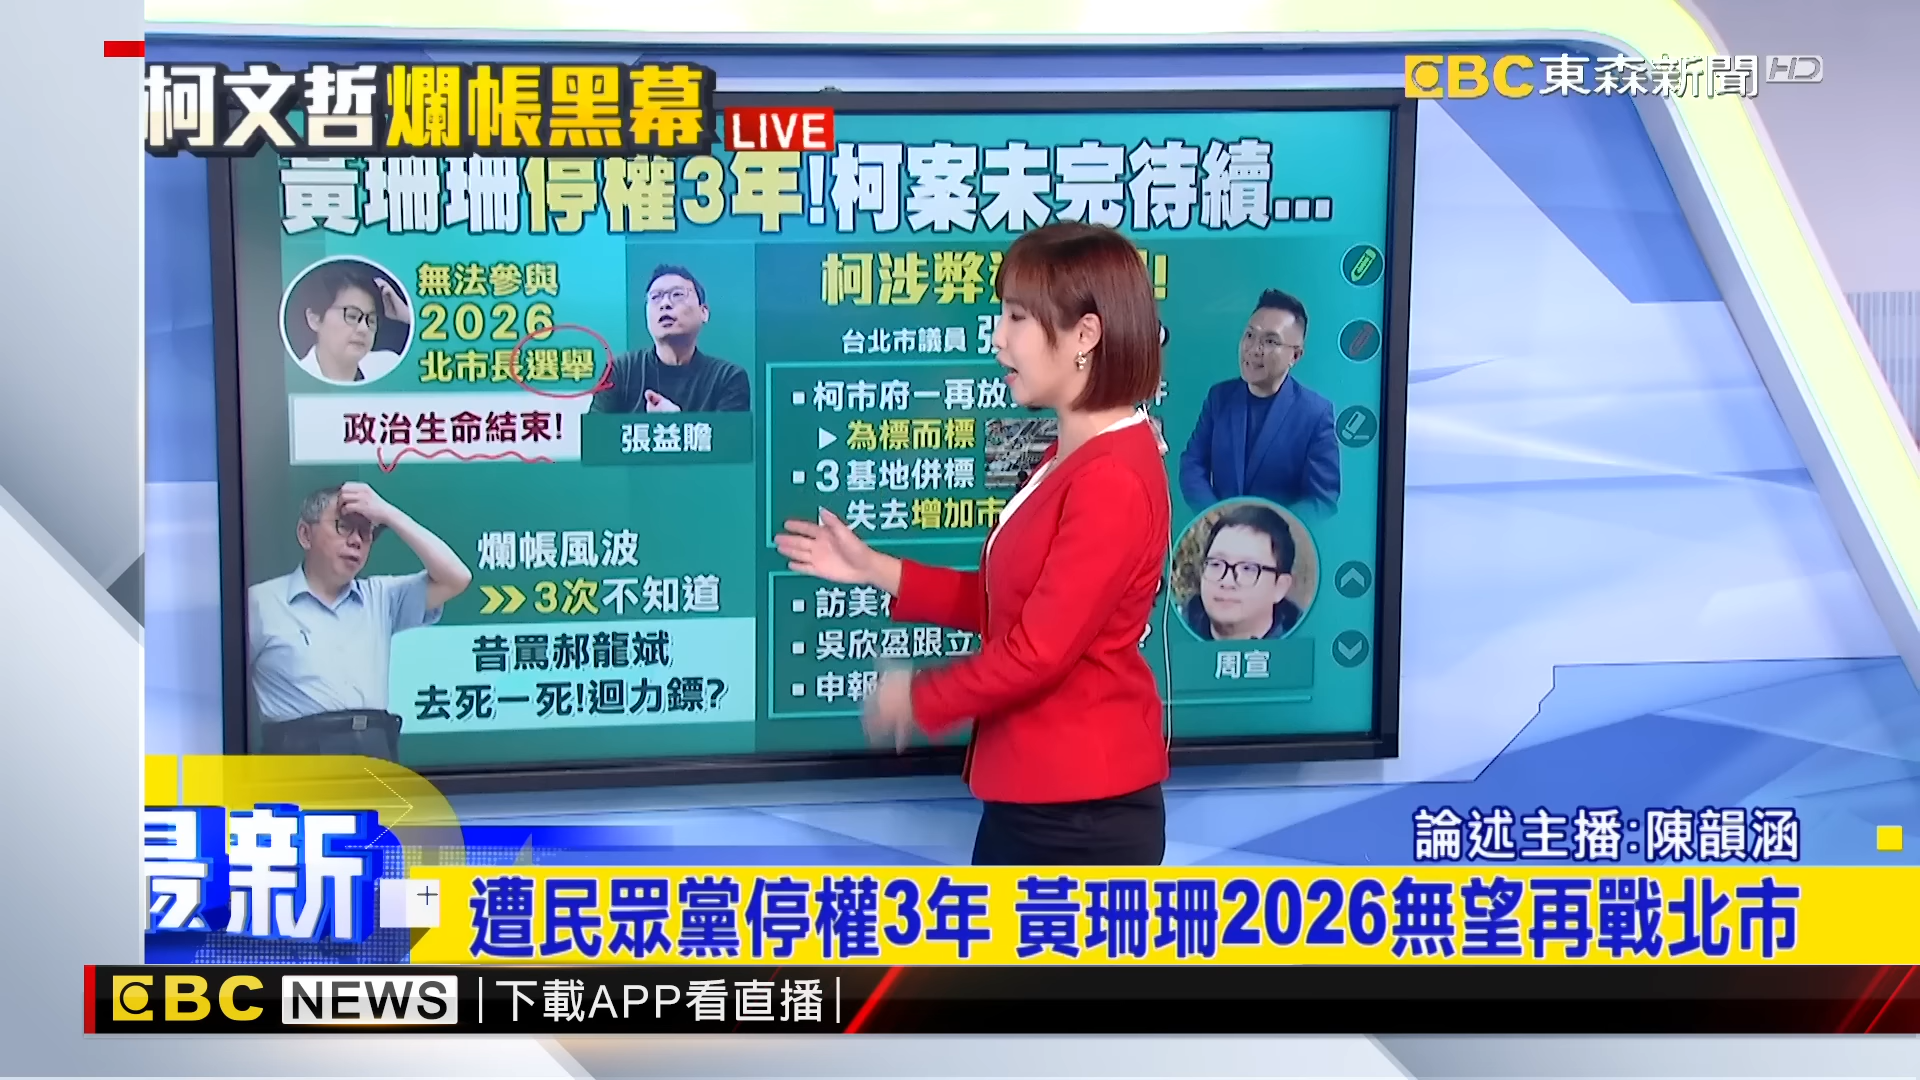 柯文哲爛帳黑幕
LIVE
EBC東森新聞HD
黃珊珊停權3年!柯案未完待續...
無法參與
2026
北市長選舉
政治生命結束!
張益贍
爛帳風波
3次不知道
昔罵郝龍斌
去死一死!迴力鏢?
柯涉弊
台北市議員
柯市府一再放
為標而標
3基地併標
失去增加市
訪美
吳欣盈跟立
?
申報
周宣
論述主播:陳韻涵
最新
遭民眾黨停權3年 黃珊珊2026無望再戰北市
EBC NEWS 下載APP看直播